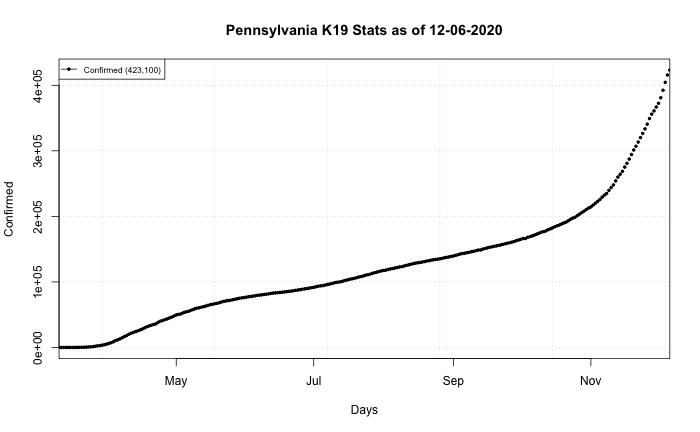 Pennsylvania K19 Stats as of 12-06-2020
Confirmed (423,100)
4e+05
3e+05
2e+05
1e+05
0e+00
Confirmed
May Jul Sep Nov
Days